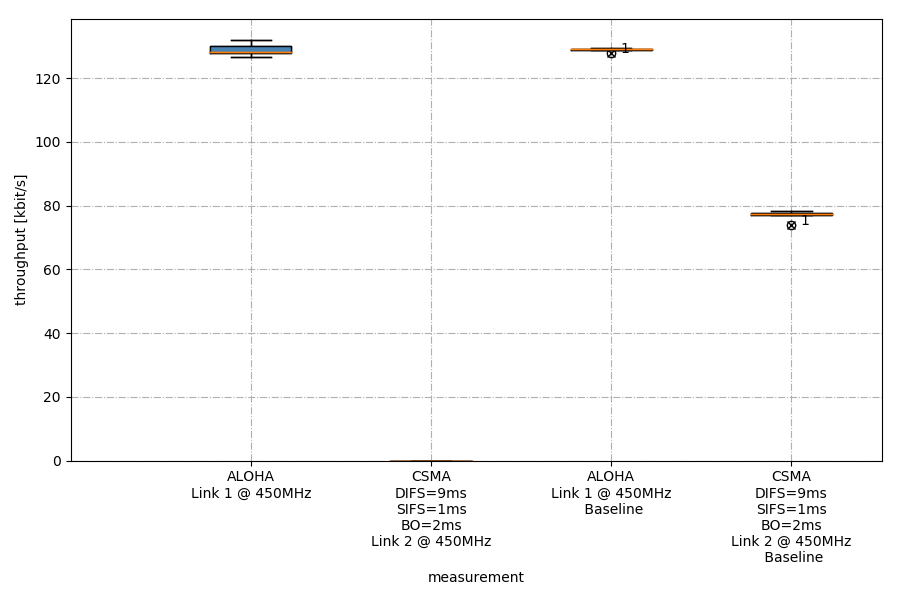 throughput [kbit/s]
120
100
80
60
40
20
0
1
1
ALOHA
Link 1 @ 450MHz
CSMA
DIFS=9ms
SIFS=1ms
BO=2ms
Link 2 @ 450MHz
ALOHA
Link 1 @ 450MHz
Baseline
CSMA
DIFS=9ms
SIFS=1ms
BO=2ms
Link 2 @ 450MHz
Baseline
measurement